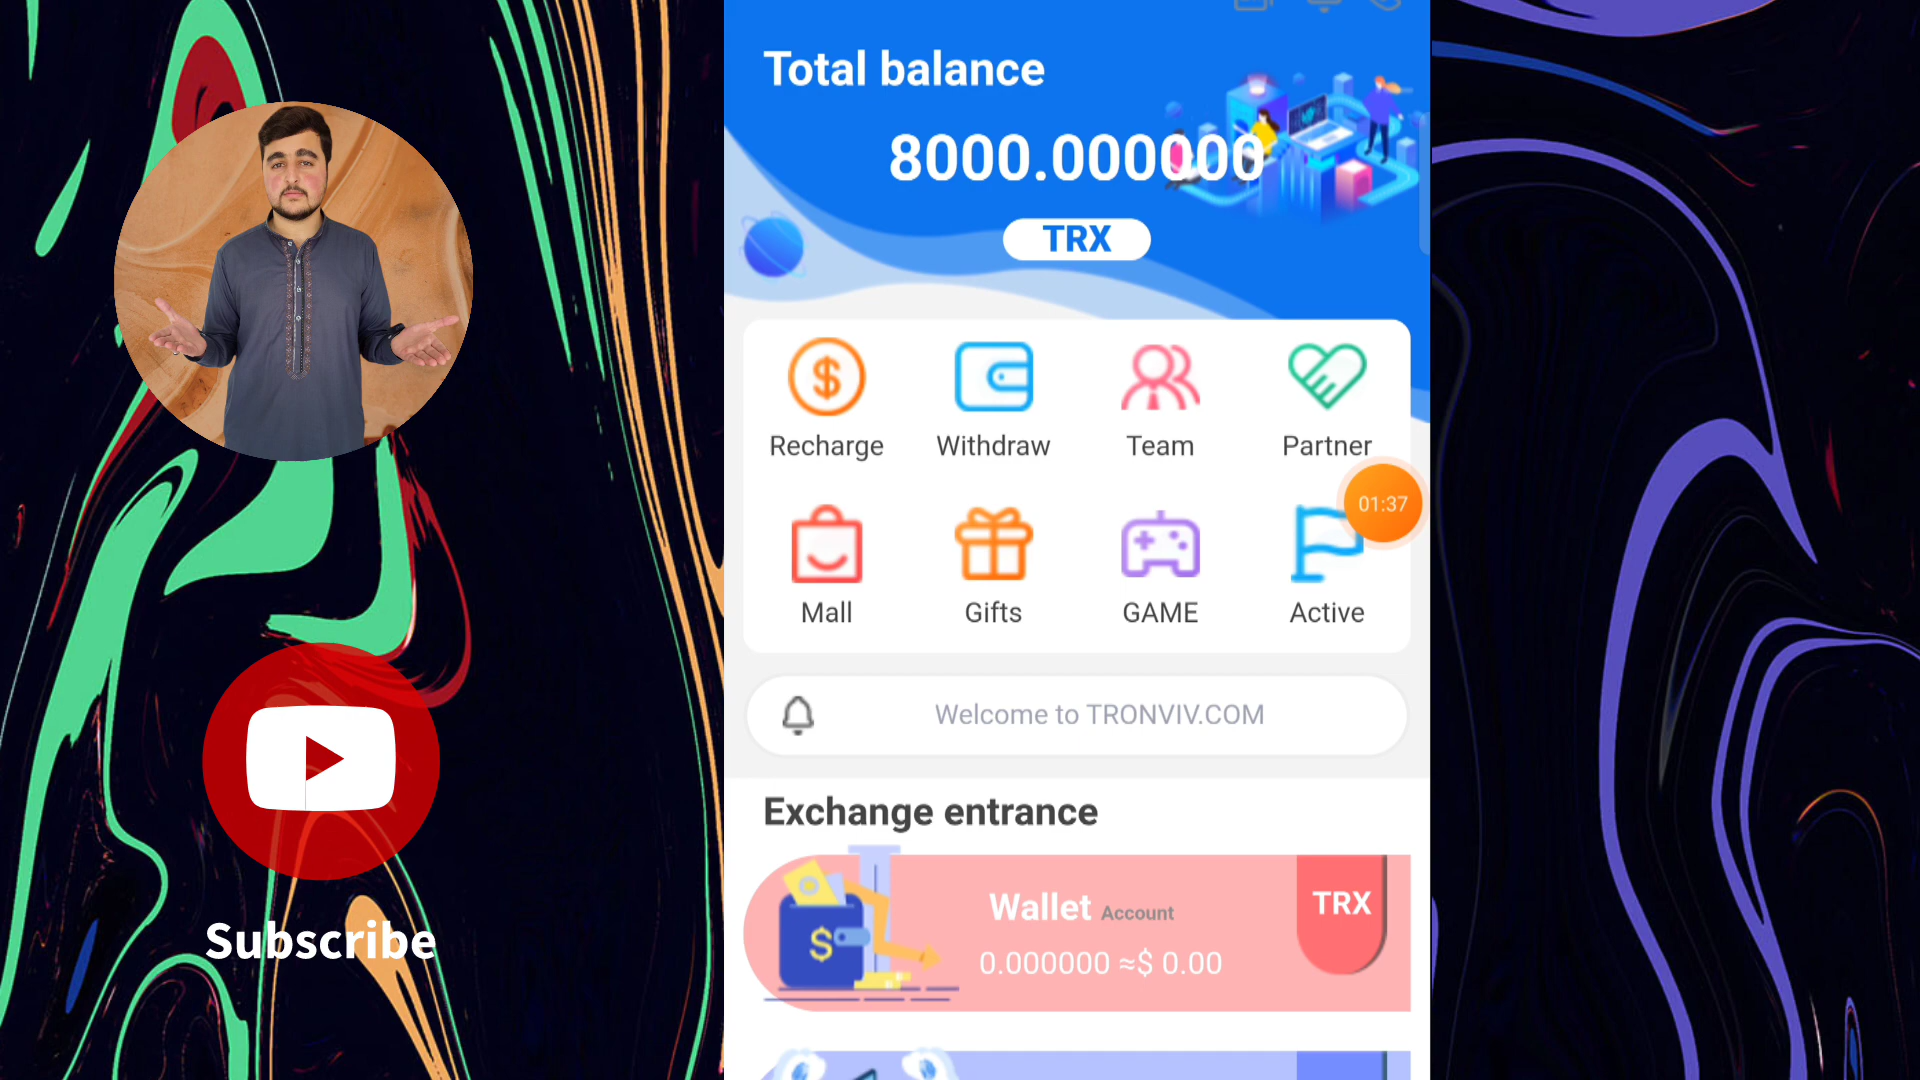 Total balance
8000.000000
TRX
Recharge
Withdraw
Team
Partner
01:37
Mall
Gifts
GAME
Active
Welcome to TRONVIV.COM
Exchange entrance
Wallet Account
TRX
0.000000 ≈$ 0.00
Subscribe